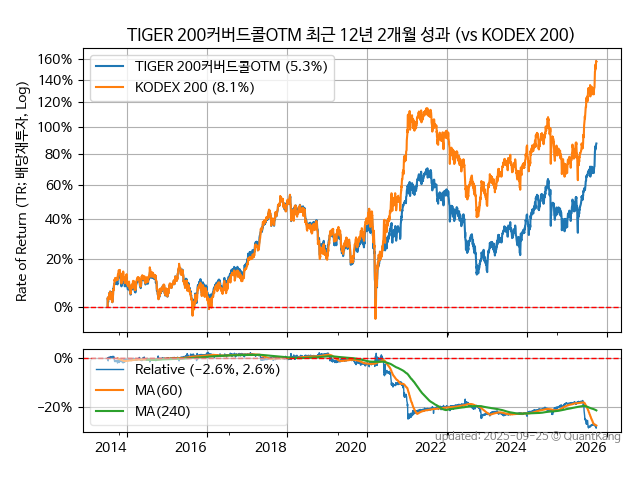 TIGER 200커버드콜OTM 최근 12년 2개월 성과 (vs KODEX 200)
Rate of Return (TR: 배당재투자, Log)
160%
140%
120%
100%
80%
60%
40%
20%
0%
TIGER 200커버드콜OTM (5.3%)
KODEX 200 (8.1%)
0%
−20%
Relative (−2.6%, 2.6%)
MA(60)
MA(240)
updated: 2025-09-25 © QuantKang
2014 2016 2018 2020 2022 2024 2026